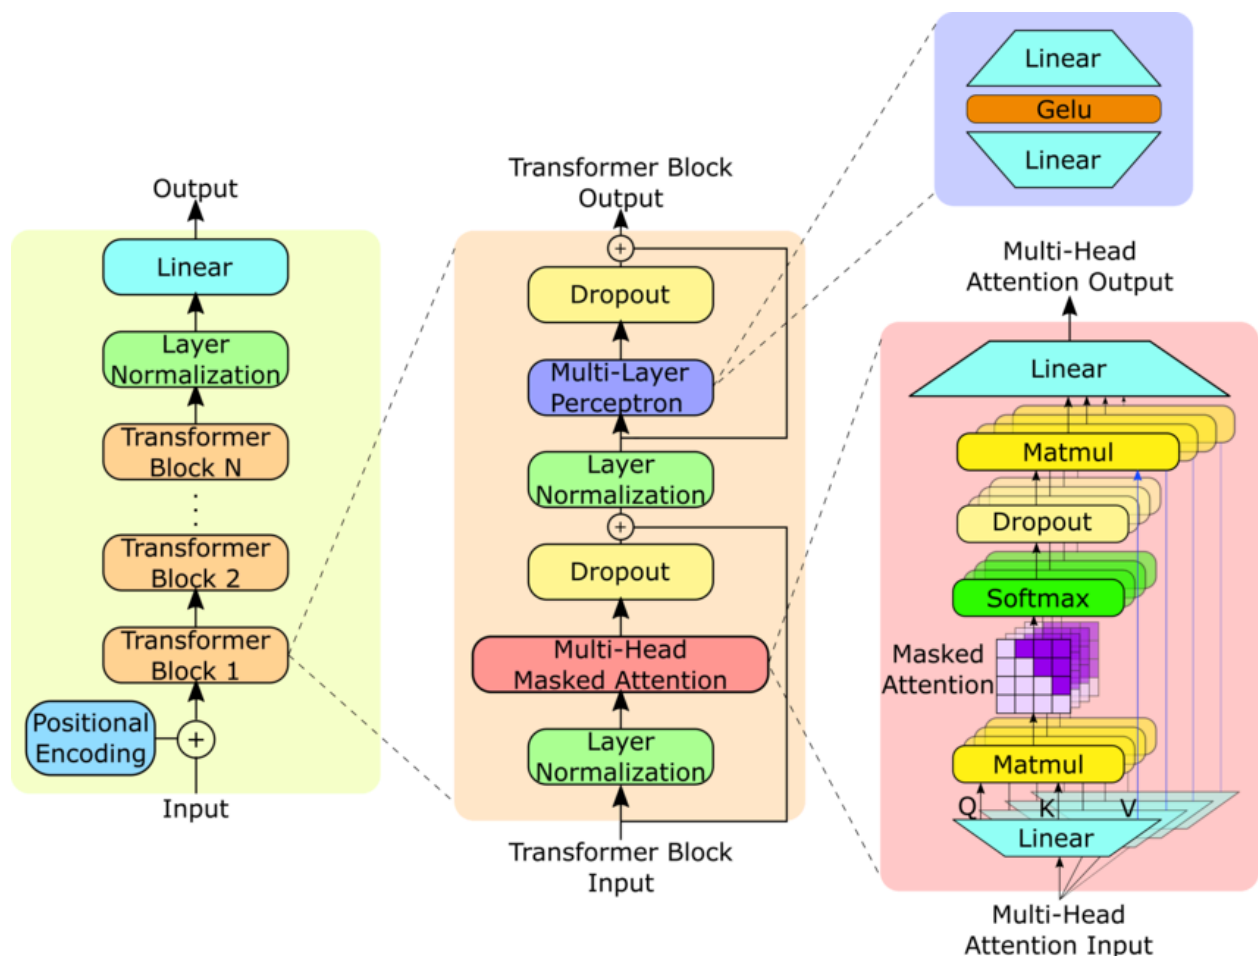 Output
Linear
Layer
Normalization
Transformer
Block N
Transformer
Block 2
Transformer
Block 1
Positional
Encoding
+
Input
Transformer Block
Output
+
Dropout
Multi-Layer
Perceptron
Layer
Normalization
+
Dropout
Multi-Head
Masked Attention
Layer
Normalization
Transformer Block
Input
Linear
Gelu
Linear
Multi-Head
Attention Output
Linear
Matmul
Dropout
Softmax
Masked
Attention
Matmul
Q K V
Linear
Multi-Head
Attention Input